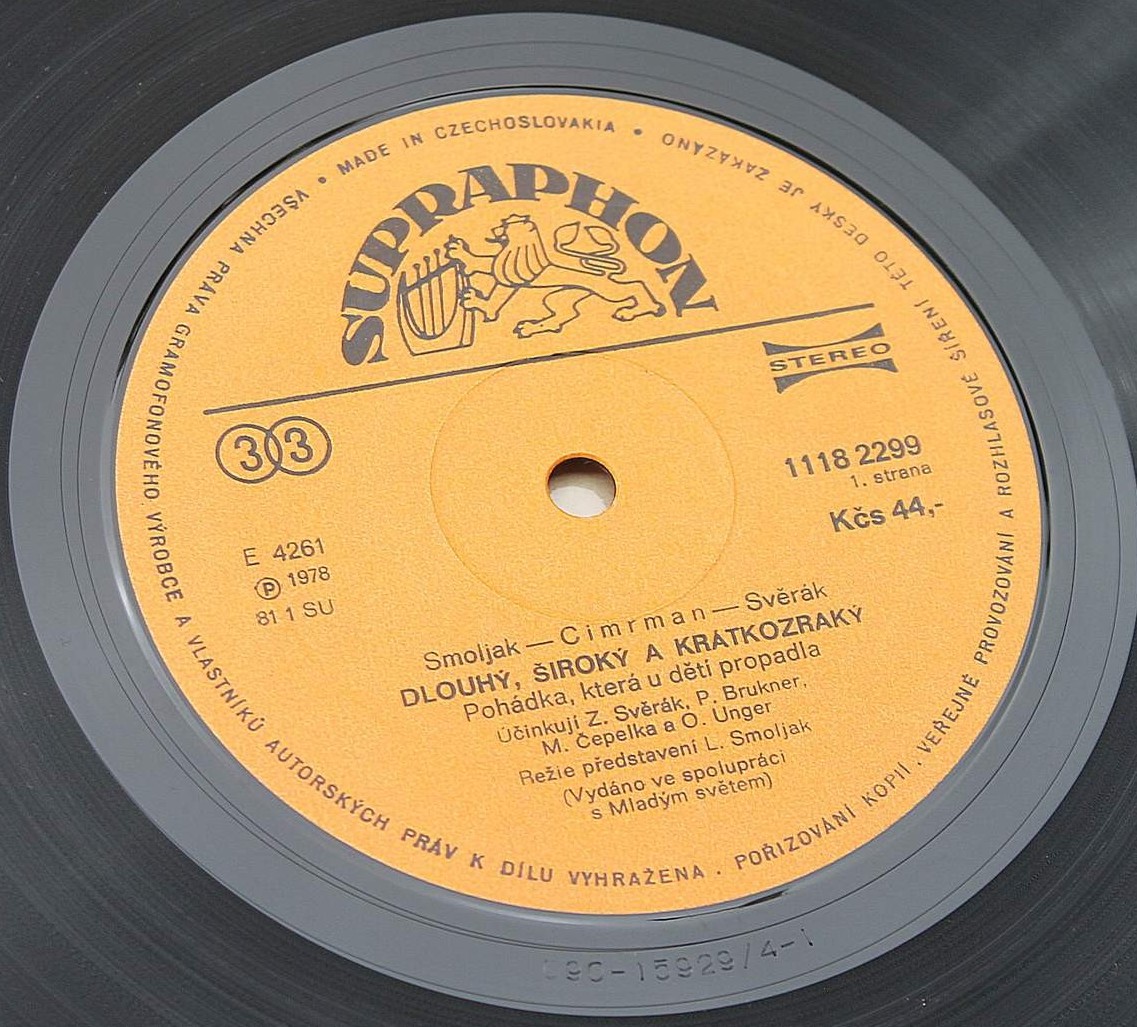 VŠECHNA PRÁVA GRAMOFONOVÉHO VÝROBCE A VLASTNÍKŮ AUTORSKÝCH PRÁV K DÍLU VYHRAŽENA . POŘIZOVÁNÍ KOPIÍ , VEŘEJNÉ PROVOZOVÁNÍ A ROZHLASOVÉ ŠÍŘENÍ TÉTO DESKY JE ZAKÁZÁNO • MADE IN CZECHOSLOVAKIA •
SUPRAPHON
STEREO
33
1118 2299
1. strana
Kčs 44,-
E 4261
Ⓟ 1978
81 1 SU
Smoljak — Cimrman — Svěrák
DLOUHÝ, ŠIROKÝ A KRÁTKOZRAKÝ
Pohádka, která u dětí propadla
Účinkují Z. Svěrák, P. Brukner,
M. Čepelka a O. Unger
Režie představení L. Smoljak
(Vydáno ve spolupráci
s Mladým světem)